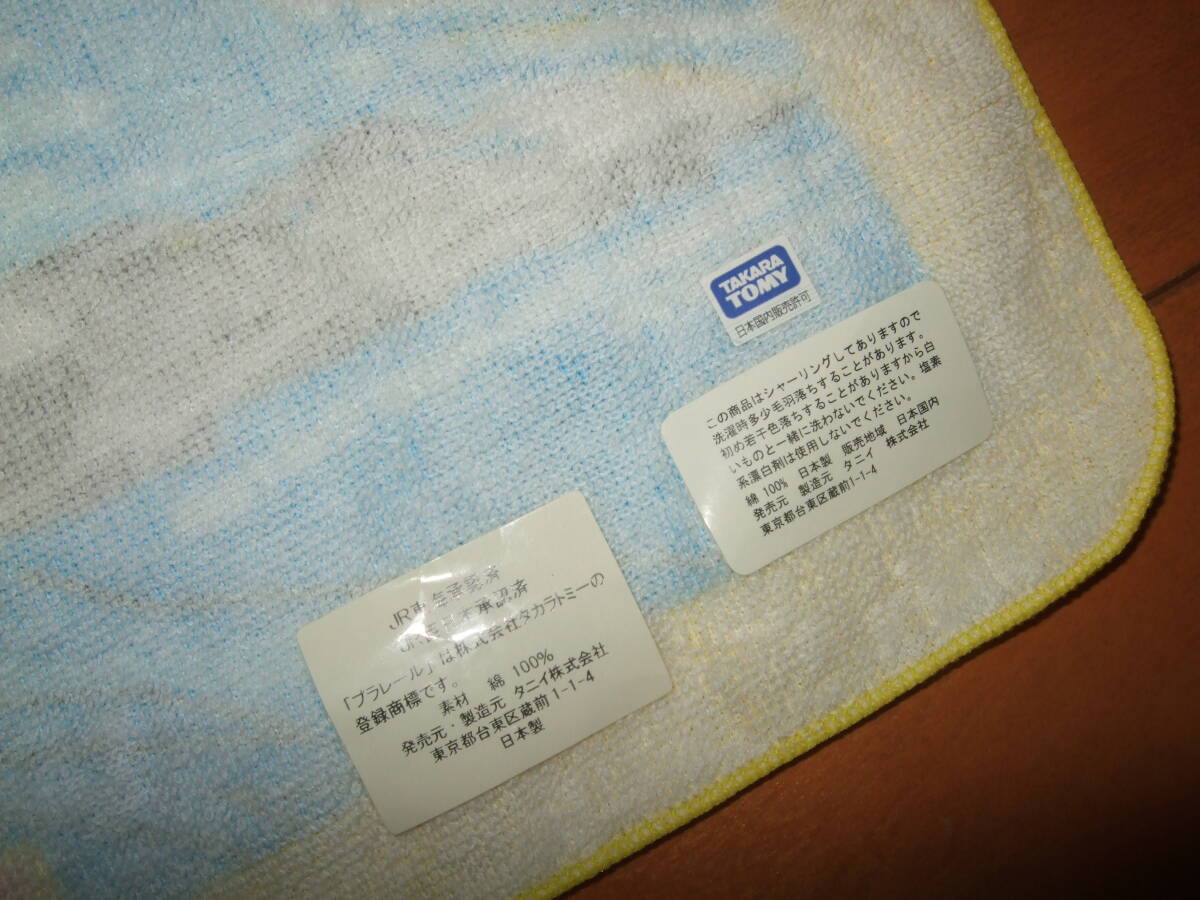 TAKARA
TOMY
日本国内販売許可
この商品はシャーリングしてありますので
洗濯時多少毛羽落ちすることがあります。
初め若干色落ちすることがありますから白
いものと一緒に洗わないでください。塩素
系漂白剤は使用しないでください。
綿 100% 日本製 販売地域 日本国内
発売元 製造元 タニイ 株式会社
東京都台東区蔵前1-1-4
JR東海承認済
JR西日本承認済
「プラレール」は株式会社タカラトミーの
登録商標です。
素材 綿 100%
発売元・製造元 タニイ株式会社
東京都台東区蔵前1-1-4
日本製